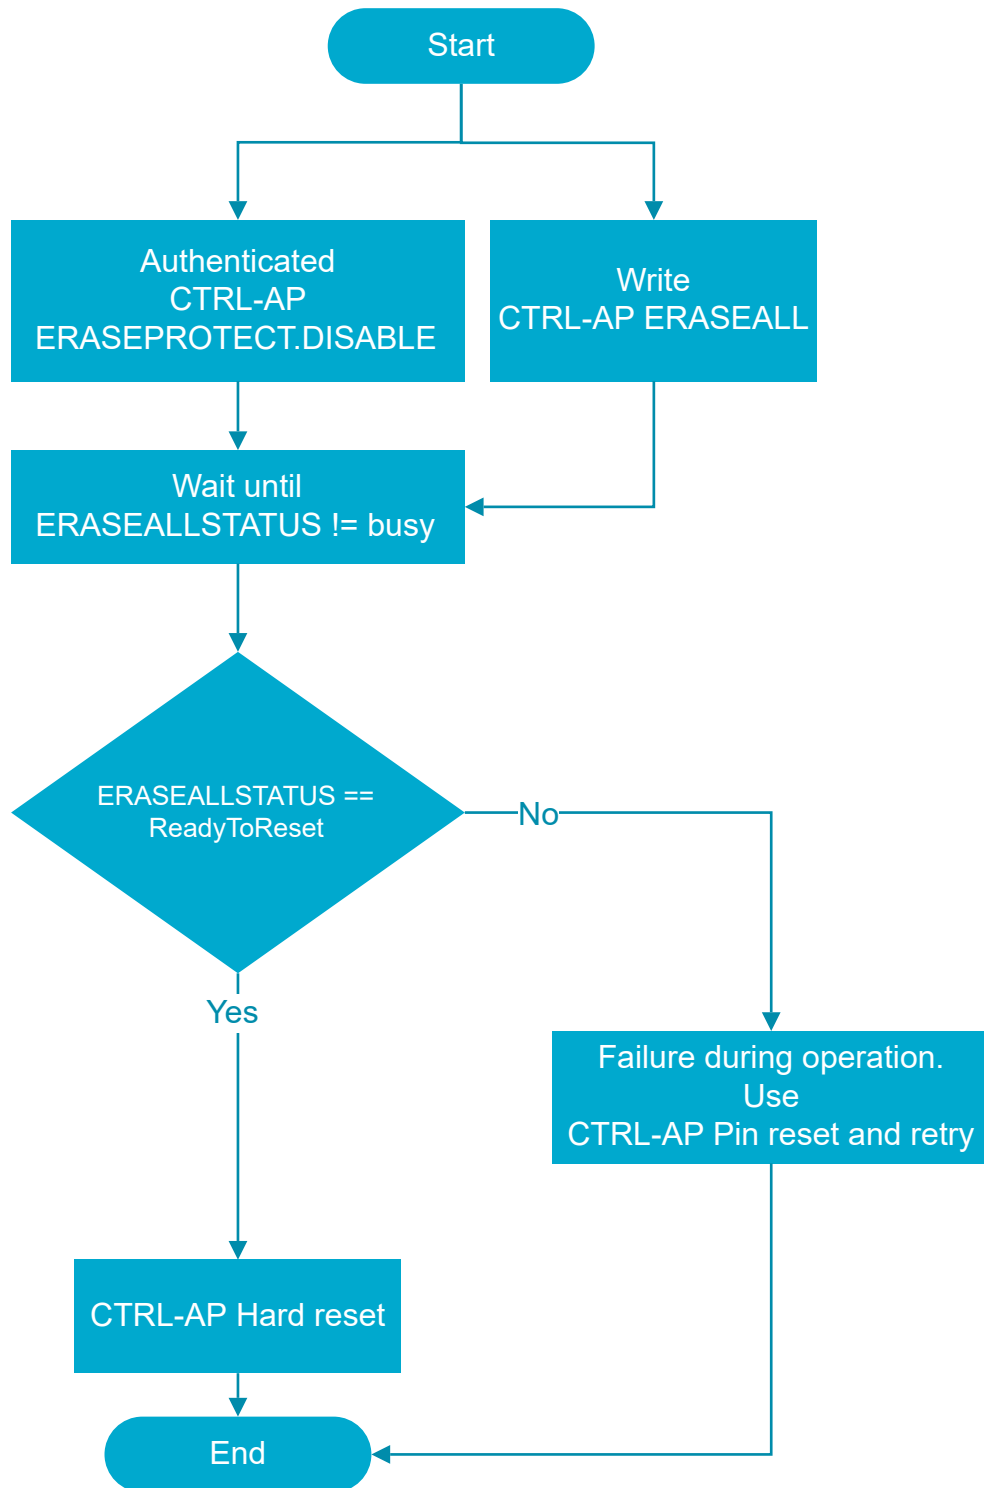 Start
Authenticated
CTRL-AP
ERASEPROTECT.DISABLE
Write
CTRL-AP ERASEALL
Wait until
ERASEALLSTATUS != busy
ERASEALLSTATUS ==
ReadyToReset
No
Yes
Failure during operation.
Use
CTRL-AP Pin reset and retry
CTRL-AP Hard reset
End